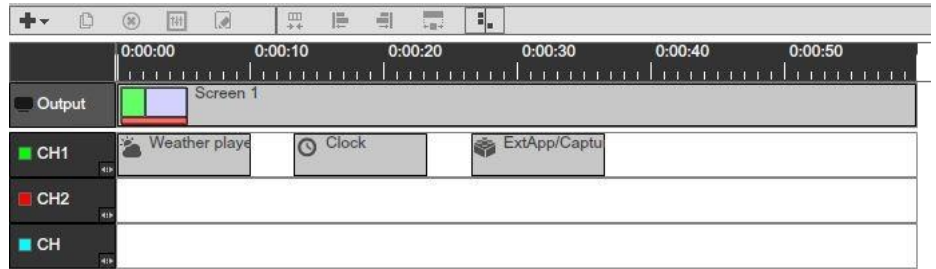 0:00:00 0:00:10 0:00:20 0:00:30 0:00:40 0:00:50
Output Screen 1
CH1 Weather playe Clock ExtApp/Captu
CH2
CH